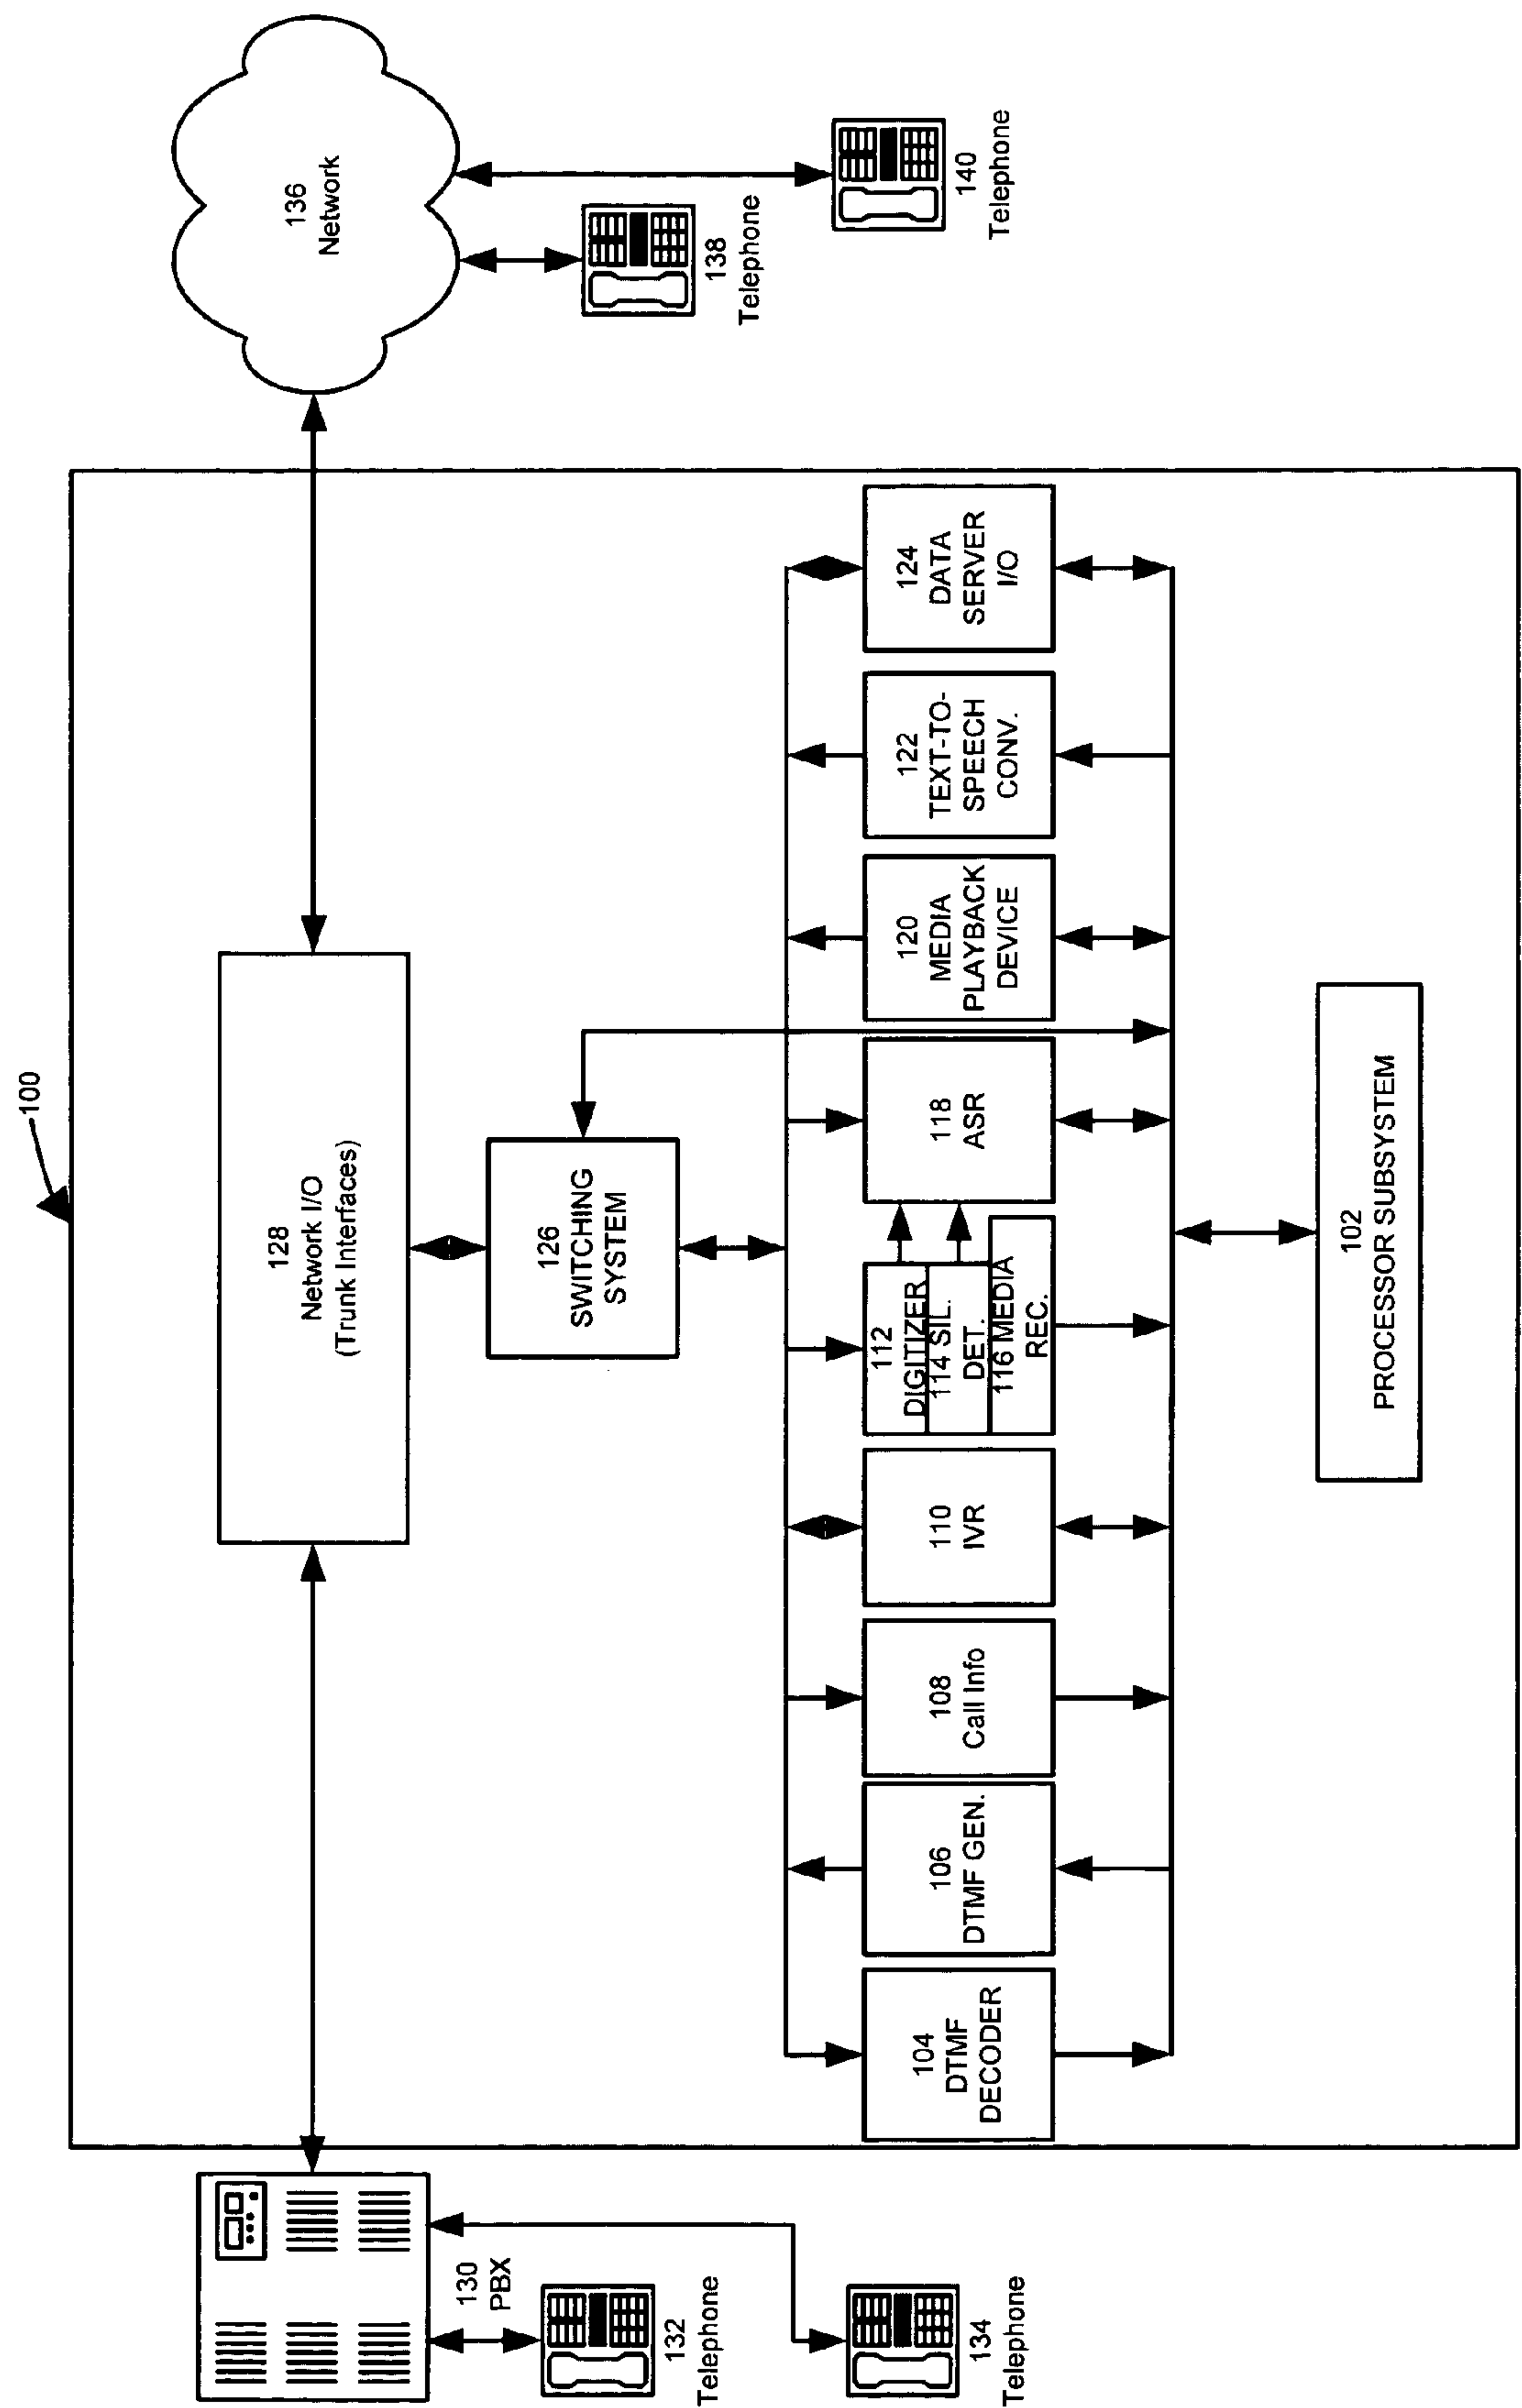 100
128
Network I/O
(Trunk Interfaces)
136
Network
130
PBX
132
Telephone
134
Telephone
138
Telephone
140
Telephone
126
SWITCHING
SYSTEM
104
DTMF
DECODER
106
DTMF GEN.
108
Call Info
110
IVR
112
DIGITIZER
114 SIL.
DET.
116 MEDIA
REC.
118
ASR
120
MEDIA
PLAYBACK
DEVICE
122
TEXT-TO-
SPEECH
CONV.
124
DATA
SERVER
I/O
102
PROCESSOR SUBSYSTEM